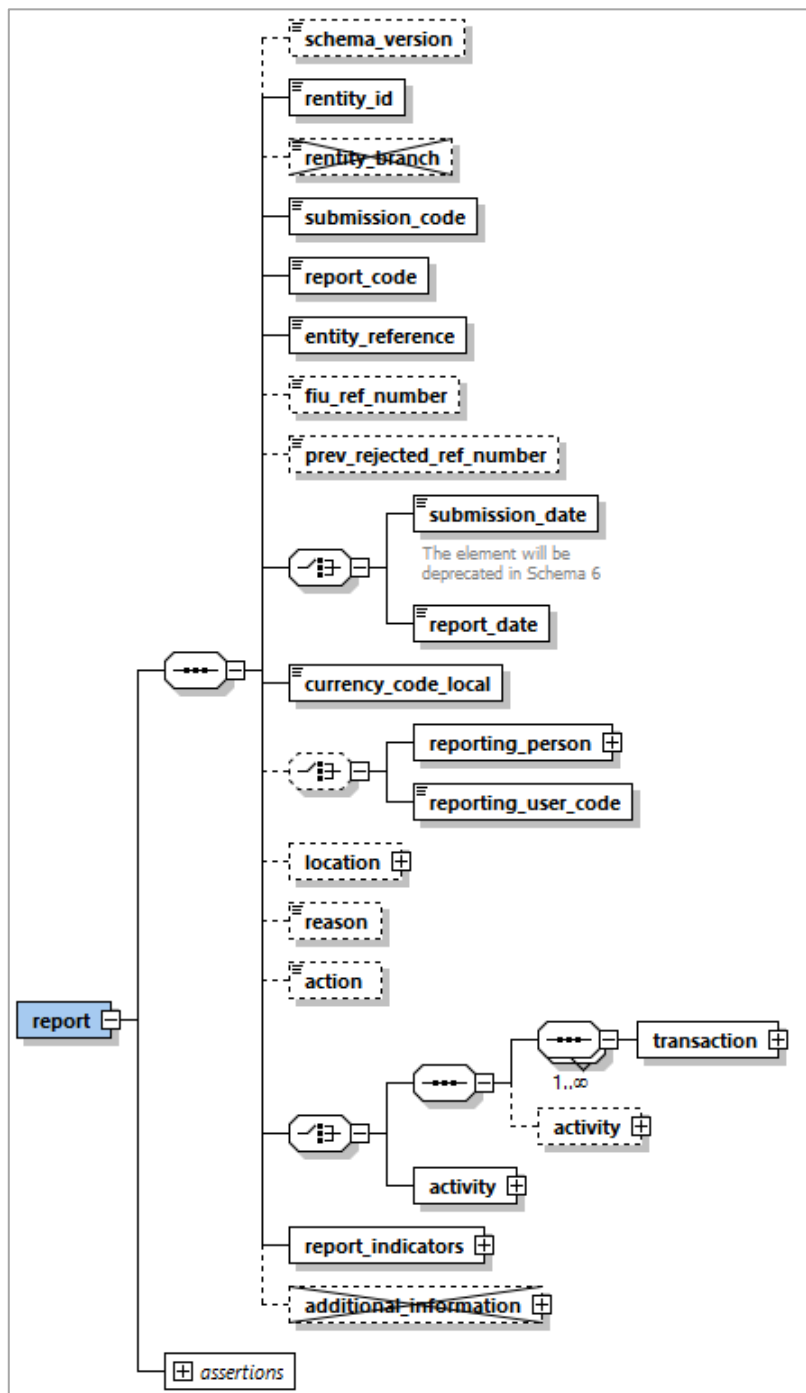 schema_version
rentity_id
rentity_branch
submission_code
report_code
entity_reference
fiu_ref_number
prev_rejected_ref_number
submission_date
The element will be
deprecated in Schema 6
report_date
currency_code_local
reporting_person
reporting_user_code
location
reason
action
report
transaction
1..∞
activity
activity
report_indicators
additional_information
assertions